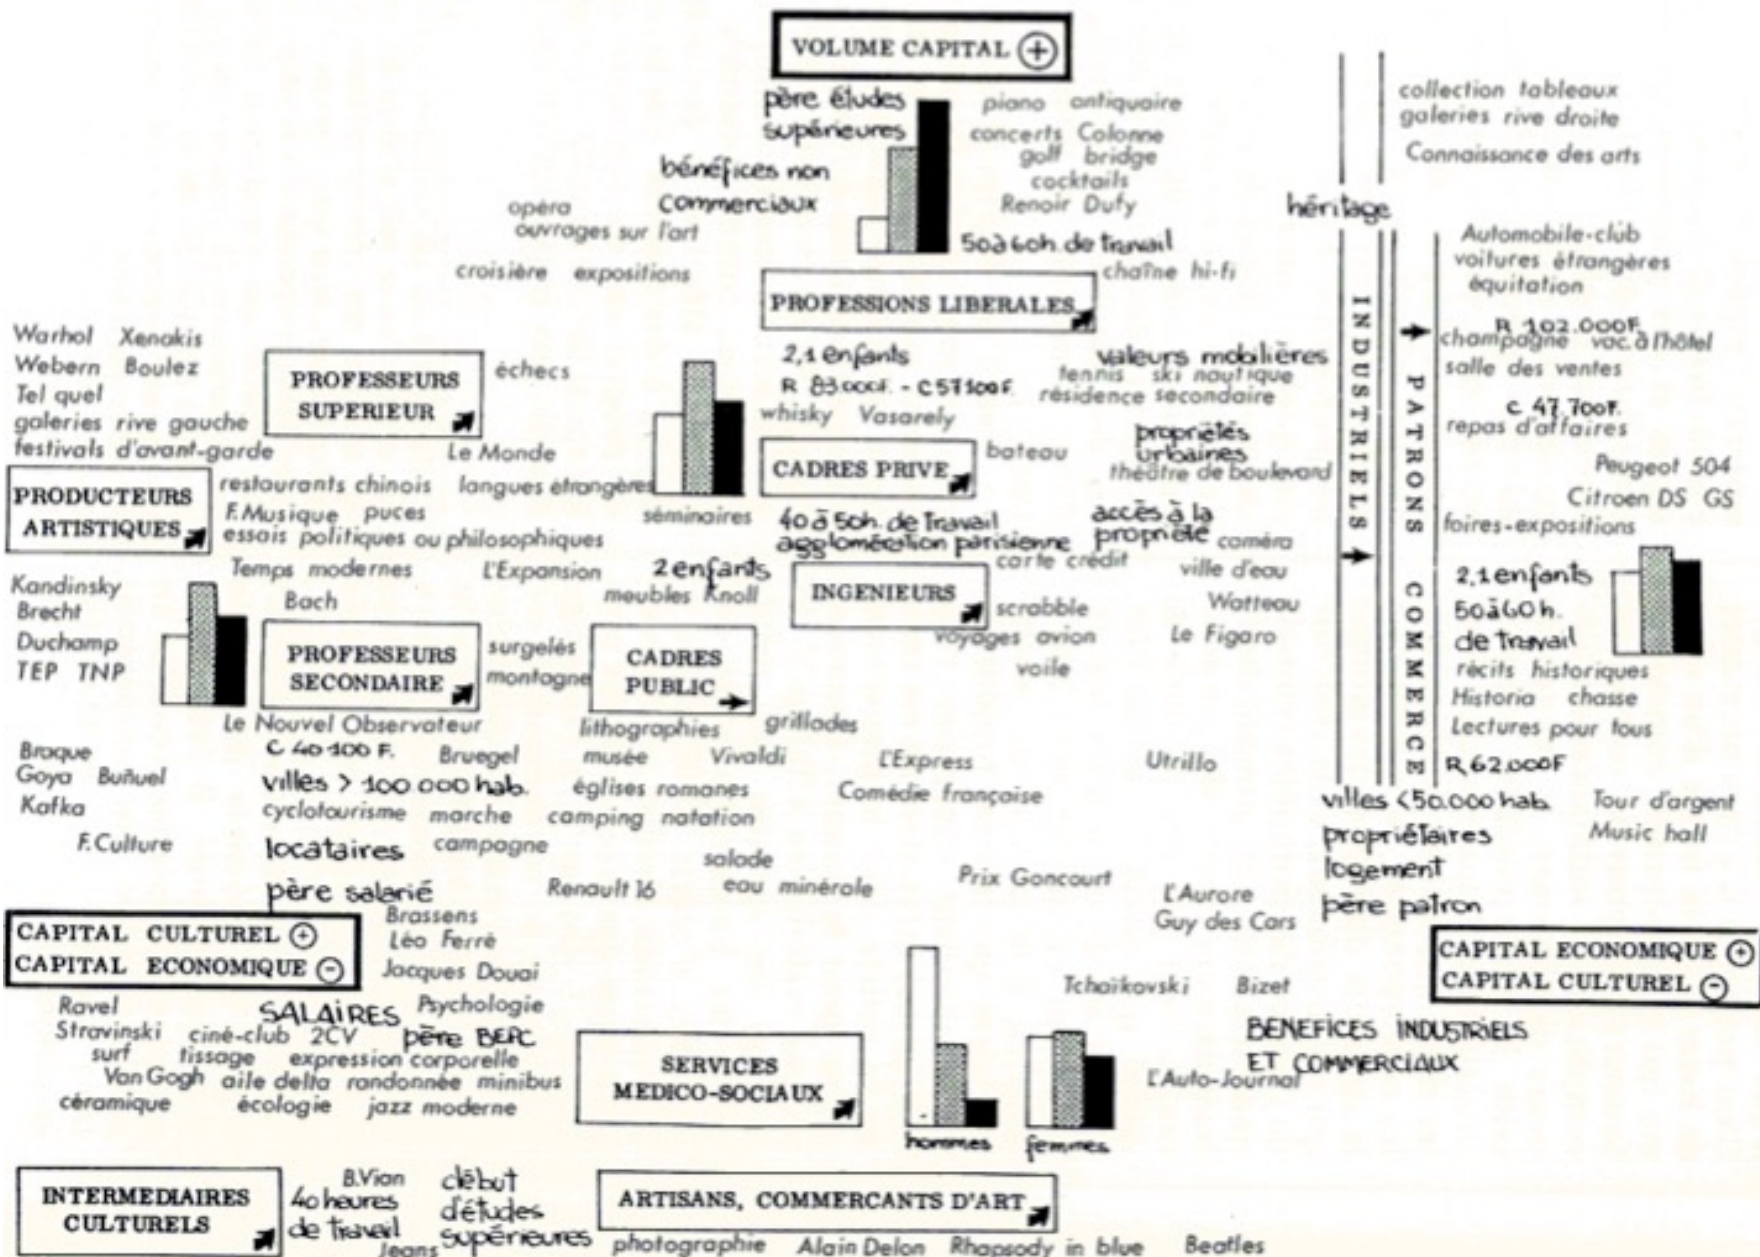 VOLUME CAPITAL +
père études
supérieures
piano antiquaire
concerts Colonne
golf bridge
cocktails
Renoir Dufy
collection tableaux
galeries rive droite
Connaissance des arts
bénéfices non
commerciaux
opéra
ouvrages sur l'art
50 à 60h. de travail
héritage
croisière expositions
chaîne hi-fi
Automobile-club
voitures étrangères
équitation
PROFESSIONS LIBERALES
INDUSTRIELS
PATRONS COMMERCE
R 102.000F.
champagne vac. à l'hôtel
salle des ventes
C 47.700F.
repas d'affaires
Warhol Xenakis
Webern Boulez
Tel quel
galeries rive gauche
festivals d'avant-garde
PROFESSEURS
SUPERIEUR
échecs
2,1 enfants
R 83.000F. - C 57100F.
valeurs mobilières
tennis ski nautique
résidence secondaire
whisky Vasarely
Le Monde
CADRES PRIVE
bateau
propriétés
urbaines
théâtre de boulevard
Peugeot 504
Citroen DS GS
foires-expositions
PRODUCTEURS
ARTISTIQUES
restaurants chinois langues étrangères
F.Musique puces
essais politiques ou philosophiques
séminaires
40 à 50h. de travail
agglomération parisienne
accès à la
propriété
caméra
carte crédit
ville d'eau
Temps modernes L'Expansion
2 enfants
meubles Knoll
INGENIEURS
scrabble
Watteau
voyages avion
Le Figaro
voile
2,1 enfants
50 à 60 h.
de travail
récits historiques
Historia chasse
Lectures pour tous
R 62.000F
Kandinsky
Brecht
Duchamp
TEP TNP
Bach
PROFESSEURS
SECONDAIRE
surgelés
montagne
CADRES
PUBLIC
Le Nouvel Observateur
lithographies grillades
Braque
Goya Buñuel
Kafka
C 40100 F.
Bruegel musée Vivaldi L'Express Utrillo
villes > 100 000 hab.
églises romanes Comédie française
cyclotourisme marche camping natation
F.Culture
locataires
campagne
salade
père salarié
Renault 16 eau minérale Prix Goncourt
L'Aurore
Guy des Cars
villes <50.000 hab.
propriétaires
logement
père patron
Tour d'argent
Music hall
CAPITAL CULTUREL +
CAPITAL ECONOMIQUE -
Brassens
Léo Ferré
Jacques Douai
CAPITAL ECONOMIQUE +
CAPITAL CULTUREL -
Tchaïkovski Bizet
Ravel
SALAIRES
Psychologie
Stravinski ciné-club 2CV
père BEPC
surf tissage expression corporelle
Van Gogh aile delta randonnée minibus
céramique écologie jazz moderne
SERVICES
MEDICO-SOCIAUX
hommes femmes
BENEFICES INDUSTRIELS
ET COMMERCIAUX
L'Auto-Journal
INTERMEDIAIRES
CULTURELS
B.Vian
40 heures
de travail
Jeans
début
d'études
supérieures
ARTISANS, COMMERCANTS D'ART
photographie Alain Delon Rhapsody in blue Beatles